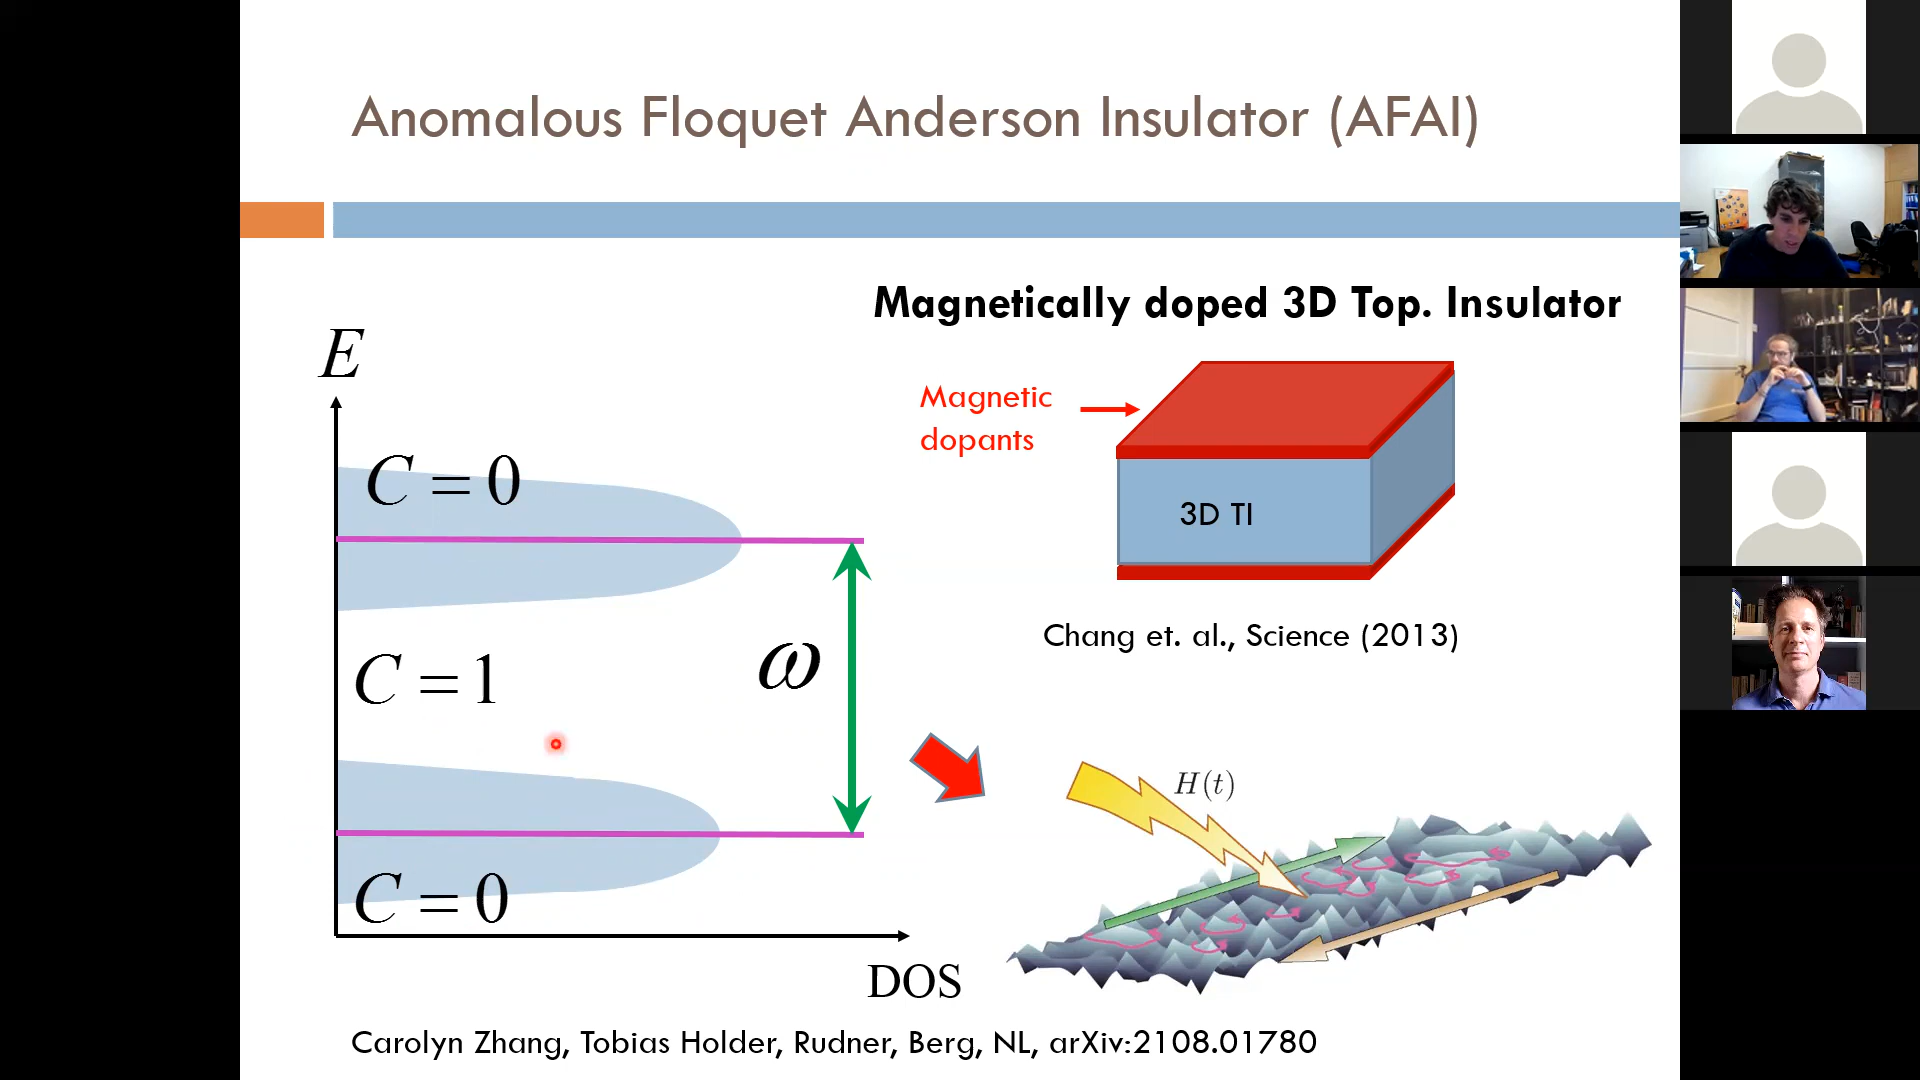 Anomalous Floquet Anderson Insulator (AFAI)
Magnetically doped 3D Top. Insulator
E
Magnetic
dopants
C = 0
3D TI
Chang et. al., Science (2013)
ω
C = 1
H(t)
C = 0
DOS
Carolyn Zhang, Tobias Holder, Rudner, Berg, NL, arXiv:2108.01780